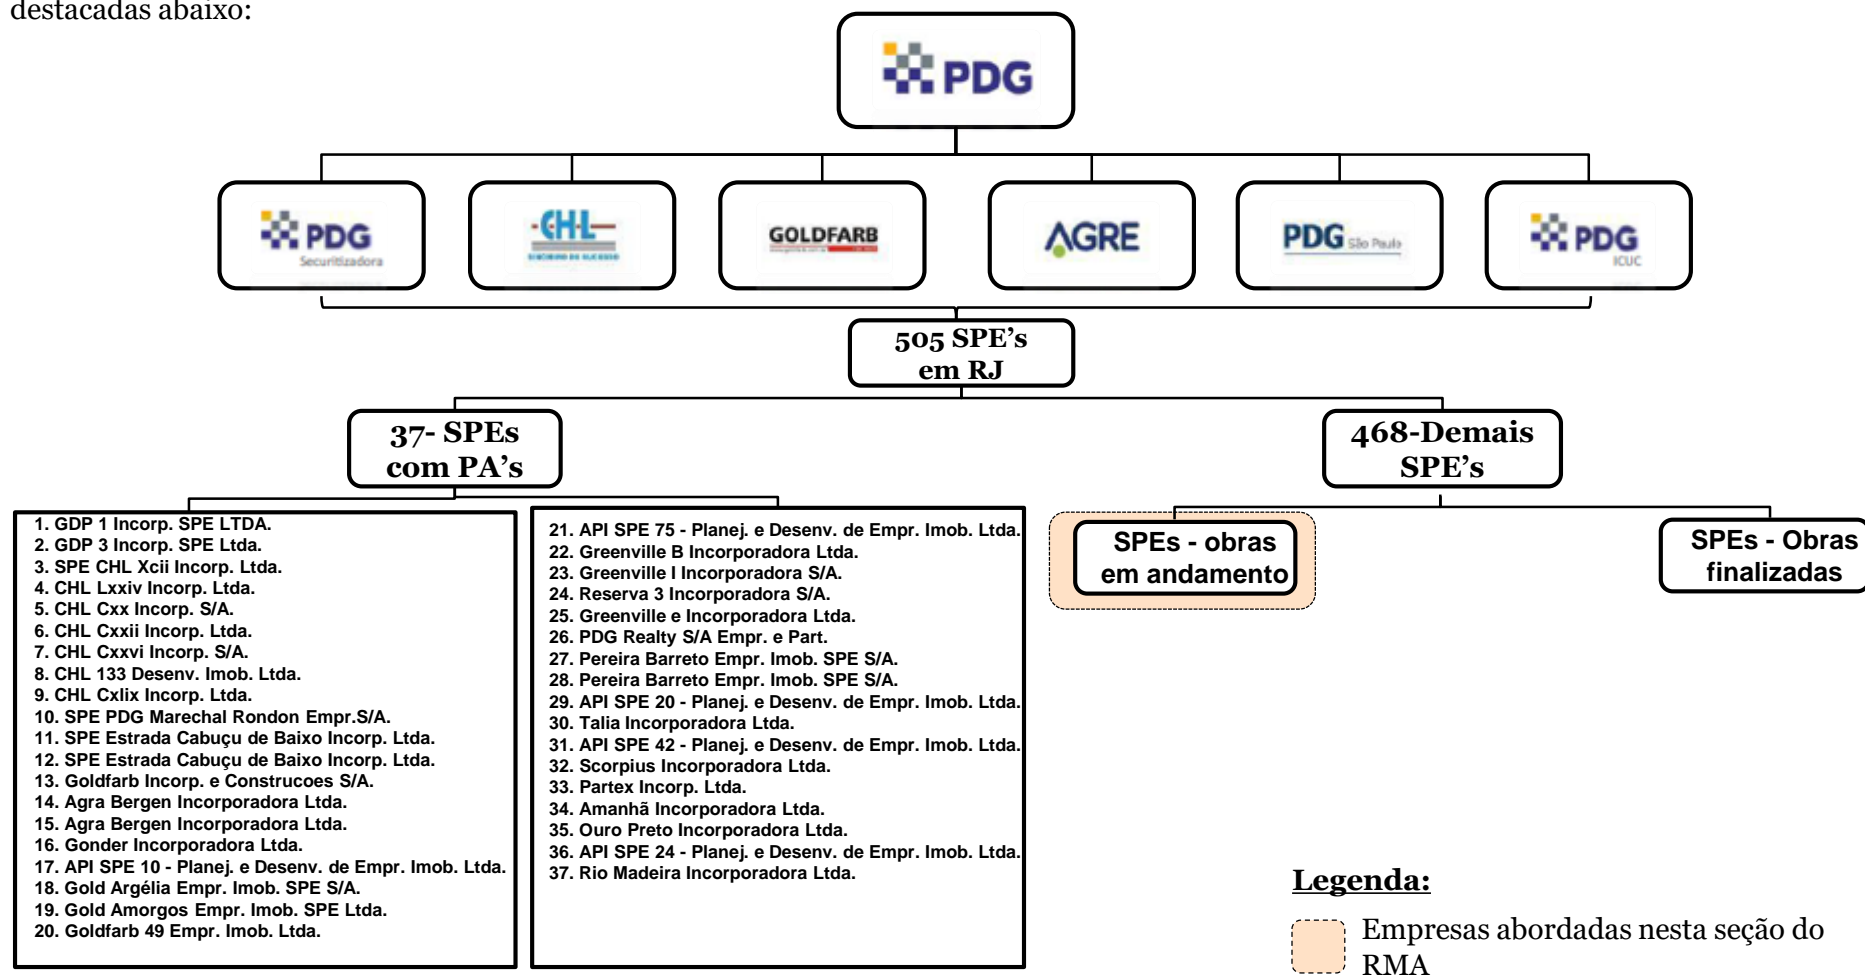 destacadas abaixo:
PDG
PDG
Securitizadora
CHL
GOLDFARB
AGRE
PDG São Paulo
PDG
ICUC
505 SPE’s
em RJ
37- SPEs
com PA’s
468-Demais
SPE’s
1. GDP 1 Incorp. SPE LTDA.
2. GDP 3 Incorp. SPE Ltda.
3. SPE CHL Xcii Incorp. Ltda.
4. CHL Lxxiv Incorp. Ltda.
5. CHL Cxx Incorp. S/A.
6. CHL Cxxii Incorp. Ltda.
7. CHL Cxxvi Incorp. S/A.
8. CHL 133 Desenv. Imob. Ltda.
9. CHL Cxlix Incorp. Ltda.
10. SPE PDG Marechal Rondon Empr.S/A.
11. SPE Estrada Cabuçu de Baixo Incorp. Ltda.
12. SPE Estrada Cabuçu de Baixo Incorp. Ltda.
13. Goldfarb Incorp. e Construcoes S/A.
14. Agra Bergen Incorporadora Ltda.
15. Agra Bergen Incorporadora Ltda.
16. Gonder Incorporadora Ltda.
17. API SPE 10 - Planej. e Desenv. de Empr. Imob. Ltda.
18. Gold Argélia Empr. Imob. SPE S/A.
19. Gold Amorgos Empr. Imob. SPE Ltda.
20. Goldfarb 49 Empr. Imob. Ltda.
21. API SPE 75 - Planej. e Desenv. de Empr. Imob. Ltda.
22. Greenville B Incorporadora Ltda.
23. Greenville I Incorporadora S/A.
24. Reserva 3 Incorporadora S/A.
25. Greenville e Incorporadora Ltda.
26. PDG Realty S/A Empr. e Part.
27. Pereira Barreto Empr. Imob. SPE S/A.
28. Pereira Barreto Empr. Imob. SPE S/A.
29. API SPE 20 - Planej. e Desenv. de Empr. Imob. Ltda.
30. Talia Incorporadora Ltda.
31. API SPE 42 - Planej. e Desenv. de Empr. Imob. Ltda.
32. Scorpius Incorporadora Ltda.
33. Partex Incorp. Ltda.
34. Amanhã Incorporadora Ltda.
35. Ouro Preto Incorporadora Ltda.
36. API SPE 24 - Planej. e Desenv. de Empr. Imob. Ltda.
37. Rio Madeira Incorporadora Ltda.
SPEs - obras
em andamento
SPEs - Obras
finalizadas
Legenda:
Empresas abordadas nesta seção do
RMA